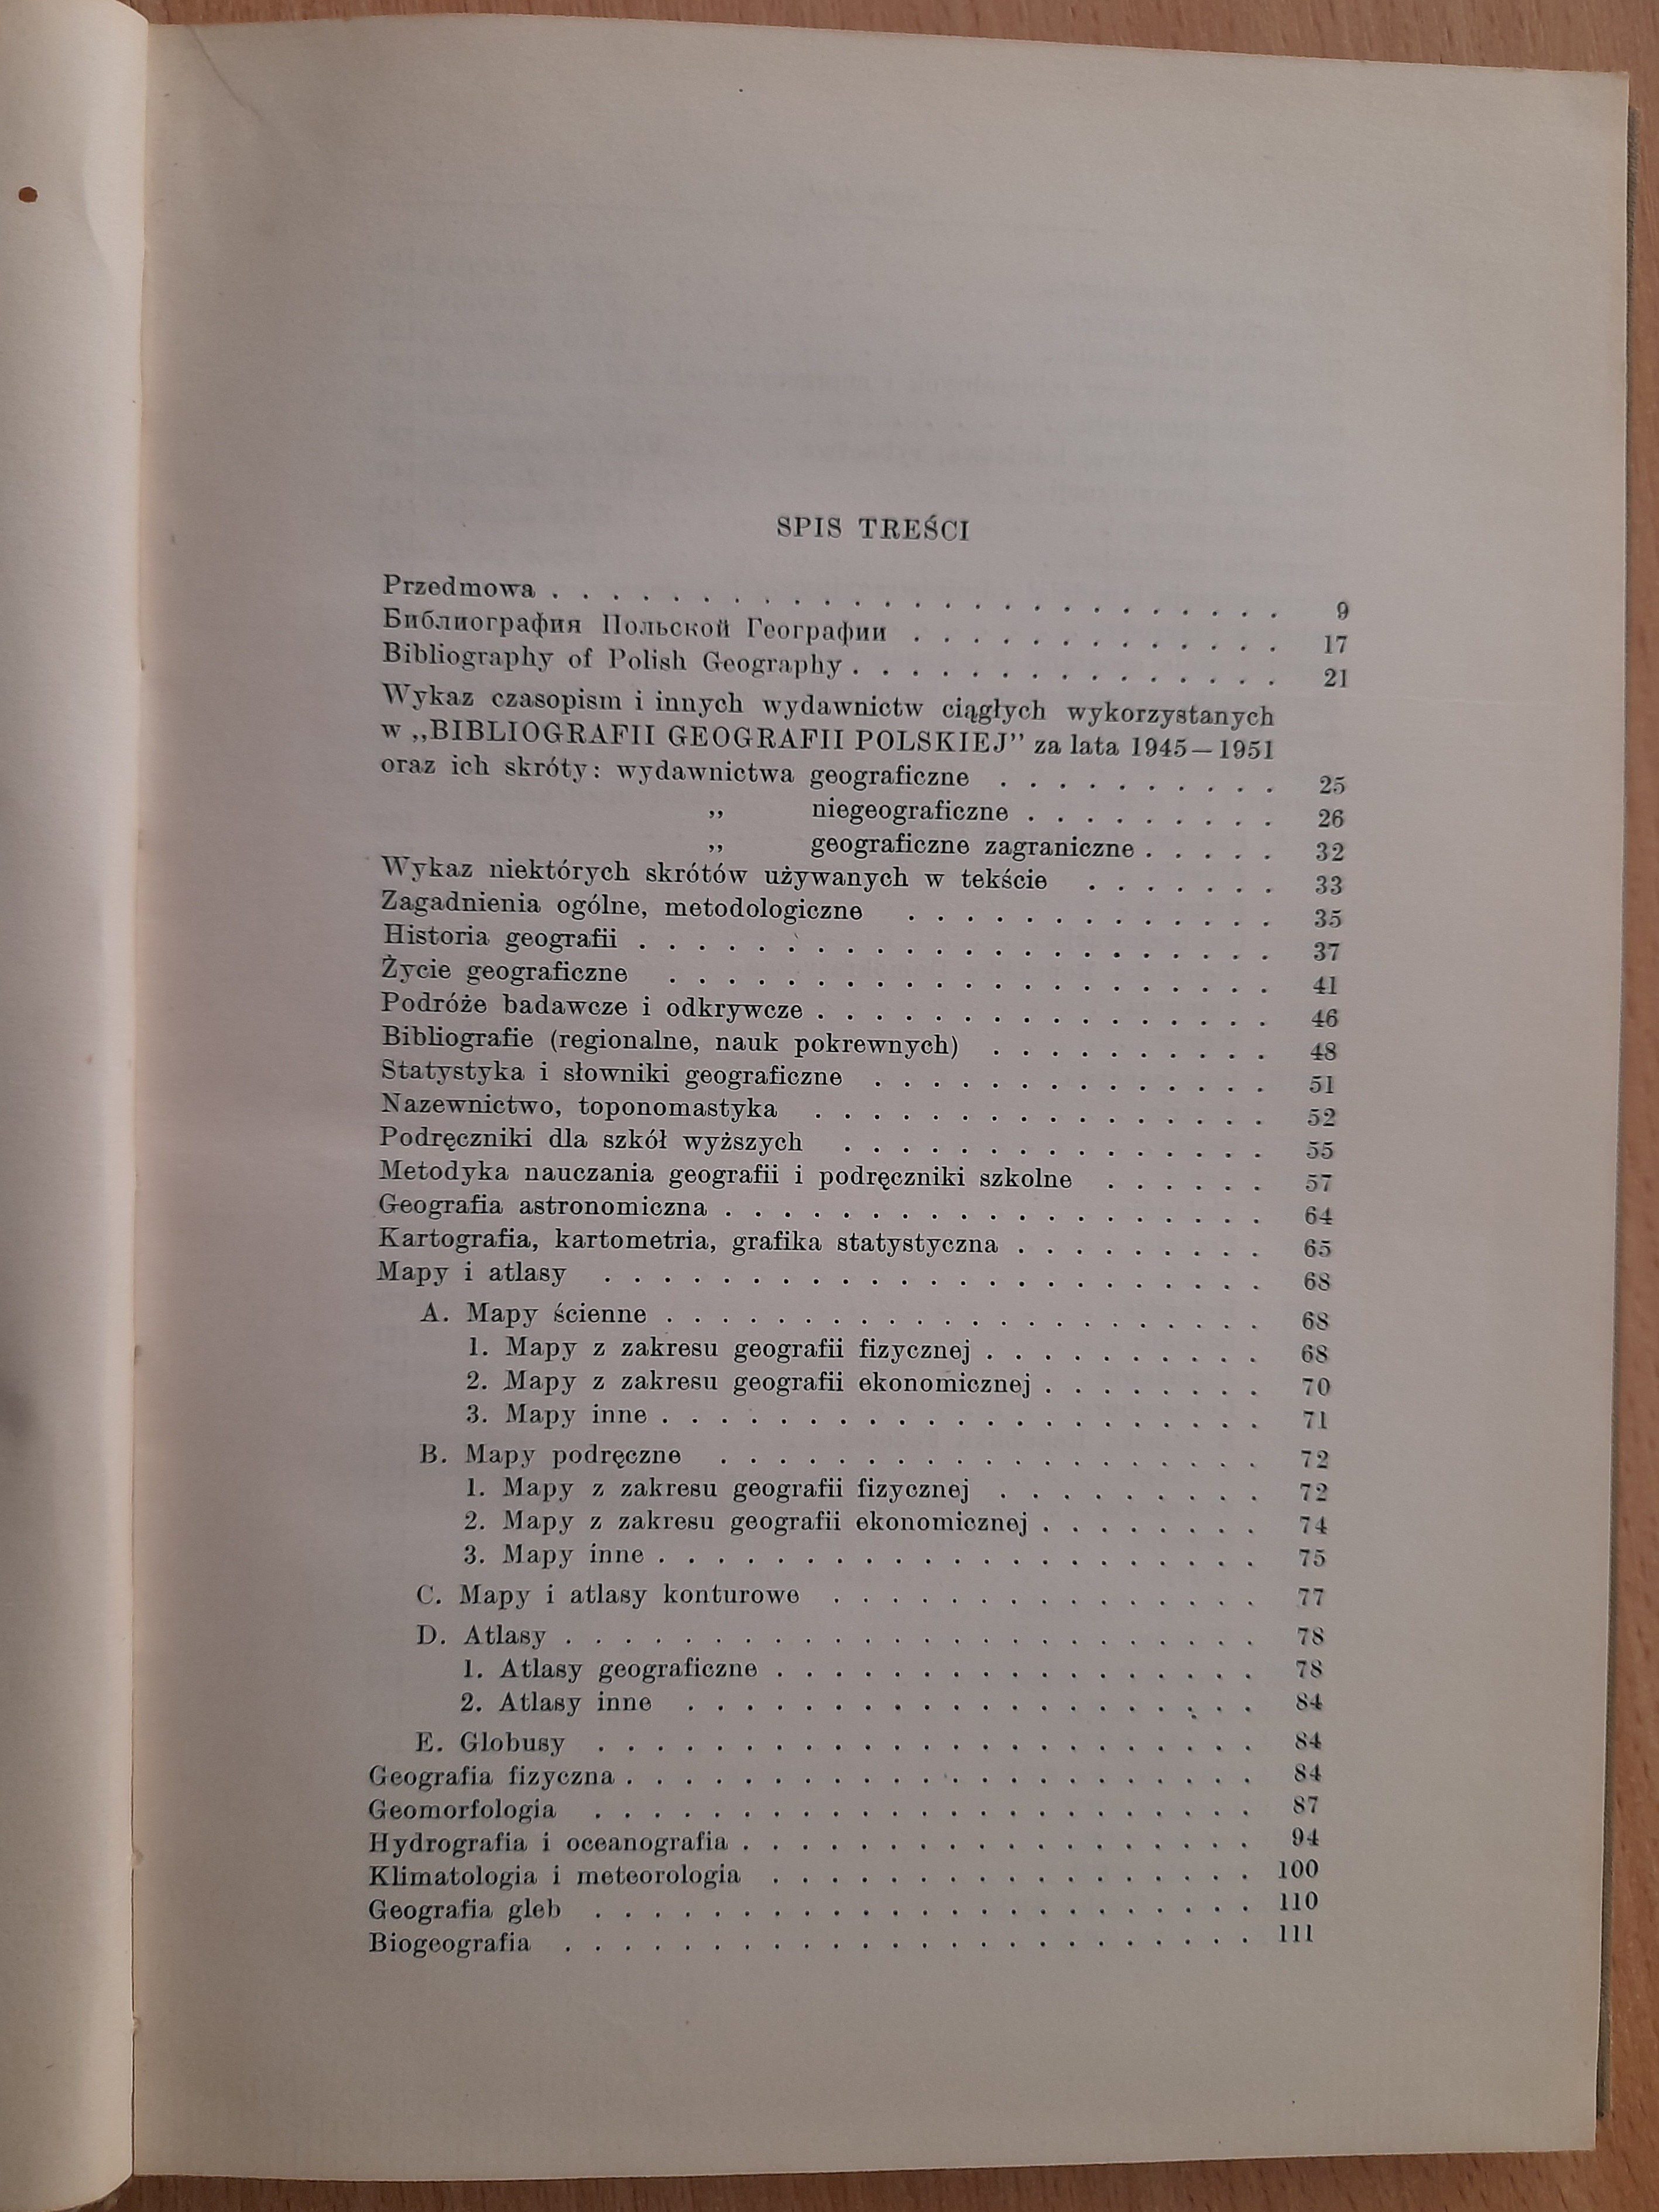 SPIS TREŚCI
Przedmowa . . . . . . . . . . . . . . . . . . . . . . . . . 9
Библиография Польской Географии . . . . . . . . . . . . . 17
Bibliography of Polish Geography . . . . . . . . . . . . . . . 21
Wykaz czasopism i innych wydawnictw ciągłych wykorzystanych
w „BIBLIOGRAFII GEOGRAFII POLSKIEJ” za lata 1945—1951
oraz ich skróty: wydawnictwa geograficzne . . . . . . . . . . 25
„ niegeograficzne . . . . . . . . . 26
„ geograficzne zagraniczne . . . . . 32
Wykaz niektórych skrótów używanych w tekście . . . . . . . 33
Zagadnienia ogólne, metodologiczne . . . . . . . . . . . . . 35
Historia geografii . . . . . . . . . . . . . . . . . . . . . . 37
Życie geograficzne . . . . . . . . . . . . . . . . . . . . . 41
Podróże badawcze i odkrywcze . . . . . . . . . . . . . . . . 46
Bibliografie (regionalne, nauk pokrewnych) . . . . . . . . . . 48
Statystyka i słowniki geograficzne . . . . . . . . . . . . . . 51
Nazewnictwo, toponomastyka . . . . . . . . . . . . . . . . 52
Podręczniki dla szkół wyższych . . . . . . . . . . . . . . . 55
Metodyka nauczania geografii i podręczniki szkolne . . . . . . 57
Geografia astronomiczna . . . . . . . . . . . . . . . . . . . 64
Kartografia, kartometria, grafika statystyczna . . . . . . . . . 65
Mapy i atlasy . . . . . . . . . . . . . . . . . . . . . . . 68
A. Mapy ścienne . . . . . . . . . . . . . . . . . . . . . 68
1. Mapy z zakresu geografii fizycznej . . . . . . . . . . 68
2. Mapy z zakresu geografii ekonomicznej . . . . . . . . 70
3. Mapy inne . . . . . . . . . . . . . . . . . . . . . 71
B. Mapy podręczne . . . . . . . . . . . . . . . . . . . 72
1. Mapy z zakresu geografii fizycznej . . . . . . . . . 72
2. Mapy z zakresu geografii ekonomicznej . . . . . . . . 74
3. Mapy inne . . . . . . . . . . . . . . . . . . . . . 75
C. Mapy i atlasy konturowe . . . . . . . . . . . . . . . 77
D. Atlasy . . . . . . . . . . . . . . . . . . . . . . . . 78
1. Atlasy geograficzne . . . . . . . . . . . . . . . . . 78
2. Atlasy inne . . . . . . . . . . . . . . . . . . . . 84
E. Globusy . . . . . . . . . . . . . . . . . . . . . . . 84
Geografia fizyczna . . . . . . . . . . . . . . . . . . . . . . 84
Geomorfologia . . . . . . . . . . . . . . . . . . . . . . . 87
Hydrografia i oceanografia . . . . . . . . . . . . . . . . . . 94
Klimatologia i meteorologia . . . . . . . . . . . . . . . . . 100
Geografia gleb . . . . . . . . . . . . . . . . . . . . . . . 110
Biogeografia . . . . . . . . . . . . . . . . . . . . . . . . 111